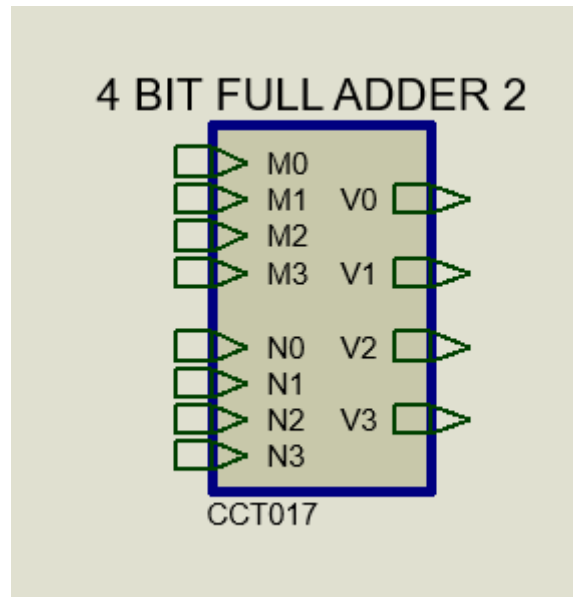 4 BIT FULL ADDER 2
M0
M1 V0
M2
M3 V1
N0 V2
N1
N2 V3
N3
CCT017